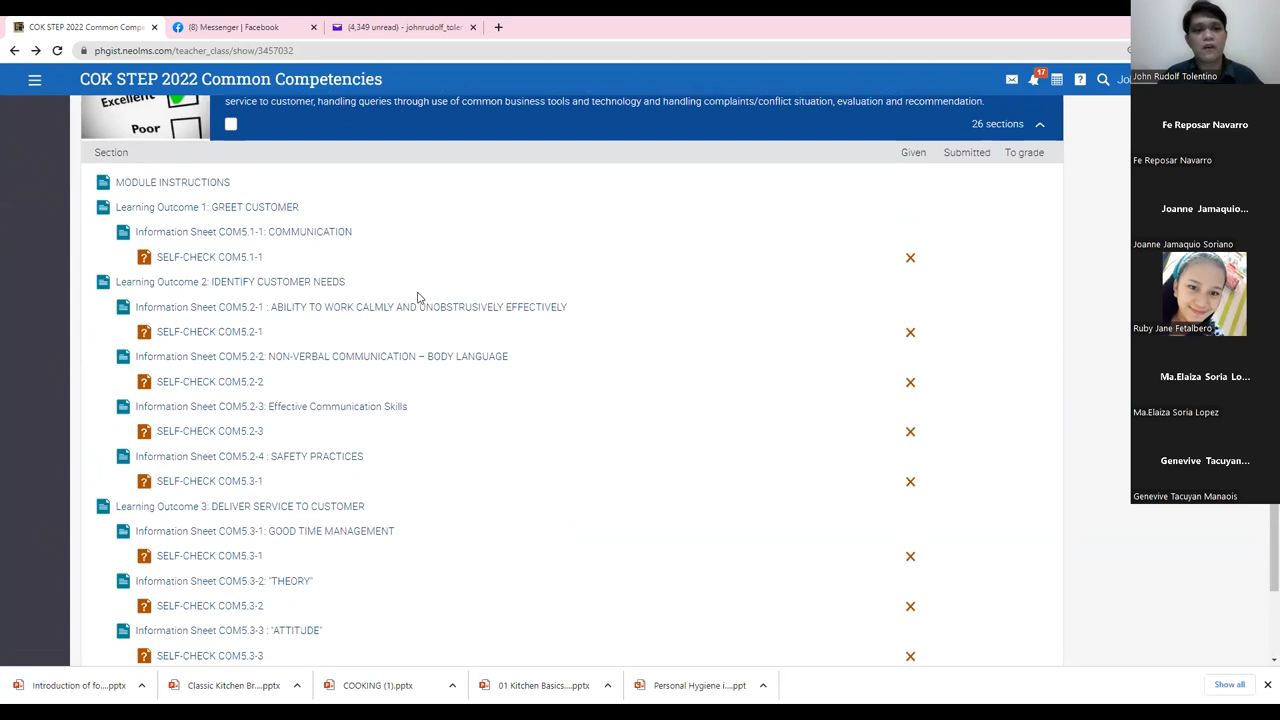 COK STEP 2022 Common Compe
(8) Messenger | Facebook
(4,349 unread) - johnrudolf_toler
phgist.neolms.com/teacher_class/show/3457032
COK STEP 2022 Common Competencies
17
Jo
Excellent
Poor
service to customer, handling queries through use of common business tools and technology and handling complaints/conflict situation, evaluation and recommendation.
26 sections
Section Given Submitted To grade
MODULE INSTRUCTIONS
Learning Outcome 1: GREET CUSTOMER
Information Sheet COM5.1-1: COMMUNICATION
SELF-CHECK COM5.1-1
Learning Outcome 2: IDENTIFY CUSTOMER NEEDS
Information Sheet COM5.2-1 : ABILITY TO WORK CALMLY AND UNOBSTRUSIVELY EFFECTIVELY
SELF-CHECK COM5.2-1
Information Sheet COM5.2-2: NON-VERBAL COMMUNICATION – BODY LANGUAGE
SELF-CHECK COM5.2-2
Information Sheet COM5.2-3: Effective Communication Skills
SELF-CHECK COM5.2-3
Information Sheet COM5.2-4 : SAFETY PRACTICES
SELF-CHECK COM5.3-1
Learning Outcome 3: DELIVER SERVICE TO CUSTOMER
Information Sheet COM5.3-1: GOOD TIME MANAGEMENT
SELF-CHECK COM5.3-1
Information Sheet COM5.3-2: "THEORY"
SELF-CHECK COM5.3-2
Information Sheet COM5.3-3 : "ATTITUDE"
SELF-CHECK COM5.3-3
Introduction of fo....pptx
Classic Kitchen Br....pptx
COOKING (1).pptx
01 Kitchen Basics....pptx
Personal Hygiene i....ppt
Show all
John Rudolf Tolentino
Fe Reposar Navarro
Fe Reposar Navarro
Joanne Jamaquio...
Joanne Jamaquio Soriano
Ruby Jane Fetalbero
Ma.Elaiza Soria Lo...
Ma.Elaiza Soria Lopez
Genevive Tacuyan...
Genevive Tacuyan Manaois